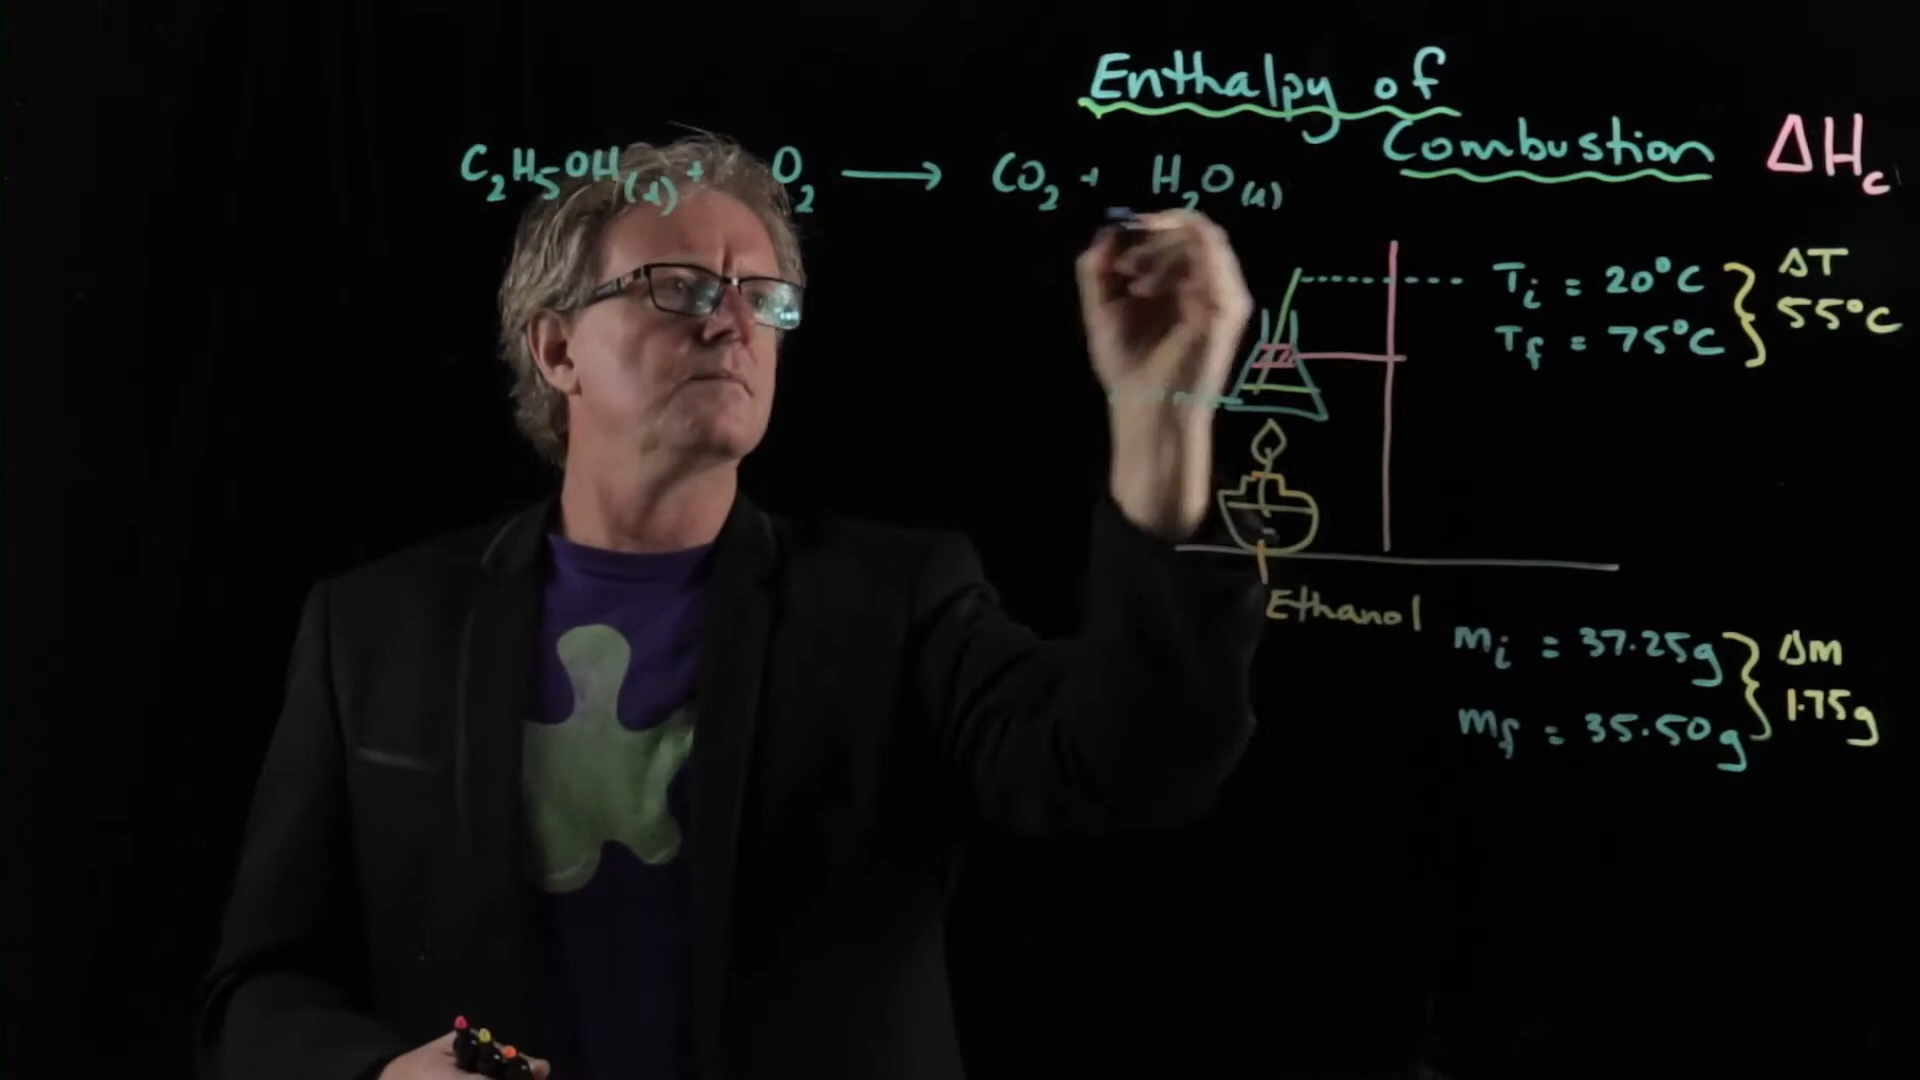 Enthalpy of
Combustion ΔHc
C₂H₅OH(l) + O₂ ⟶ CO₂ + H₂O(l)
Ti = 20°C
Tf = 75°C
ΔT
55°C
Ethanol
mi = 37.25g
mf = 35.50g
Δm
1.75g